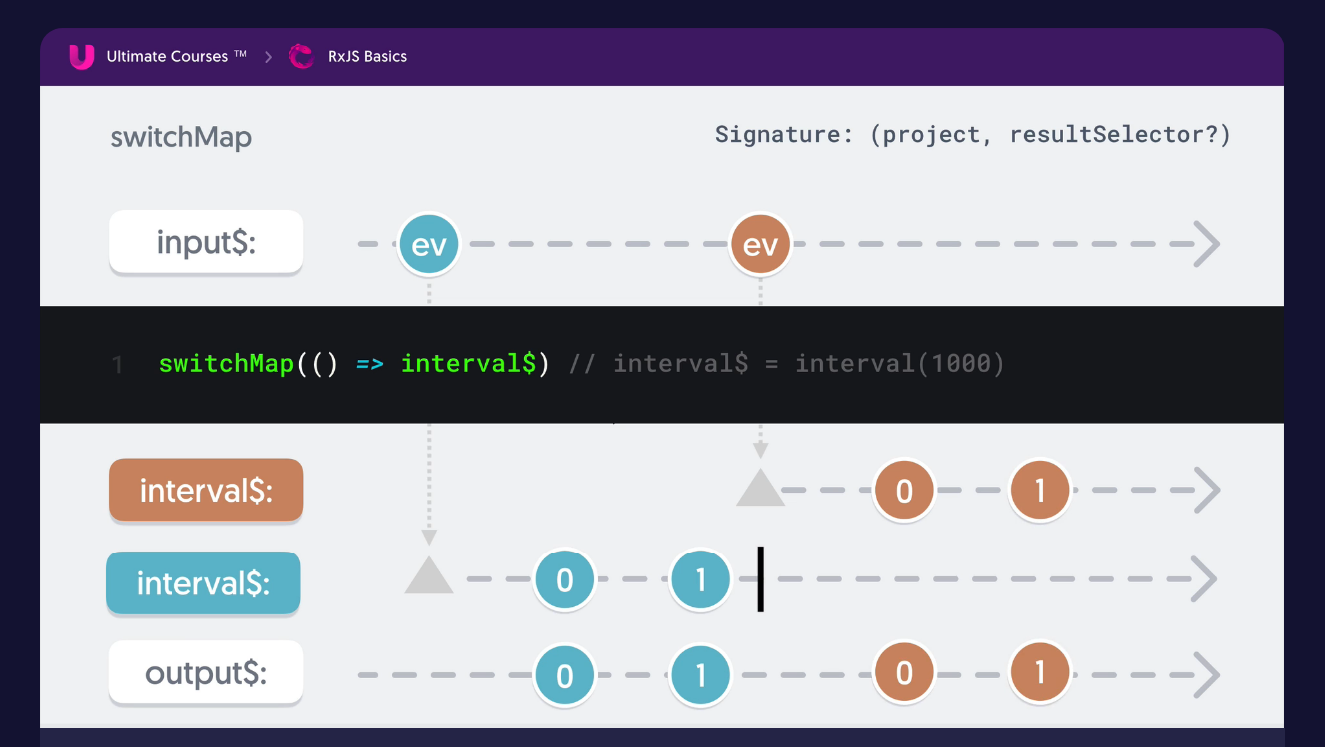 Ultimate Courses ™ > RxJS Basics
switchMap
Signature: (project, resultSelector?)
input$:
ev
ev
1 switchMap(() => interval$) // interval$ = interval(1000)
interval$:
0
1
interval$:
0
1
output$:
0
1
0
1